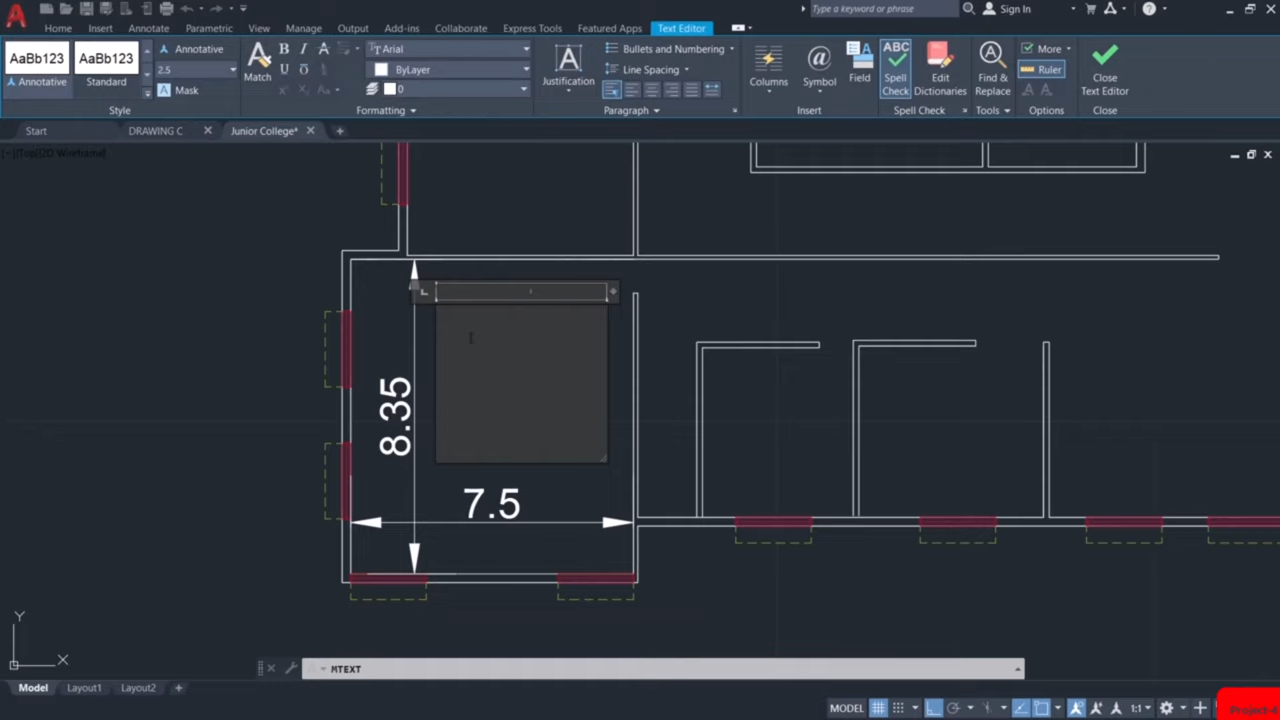 Type a keyword or phrase
Sign In
Home
Insert
Annotate
Parametric
View
Manage
Output
Add-ins
Collaborate
Express Tools
Featured Apps
Text Editor
AaBb123
AaBb123
Annotative
Standard
Annotative
2.5
Mask
Style
Match
Arial
ByLayer
0
Formatting
Justification
Bullets and Numbering
Line Spacing
Paragraph
Columns
Symbol
Field
Insert
ABC
Spell
Check
Edit
Dictionaries
Spell Check
Find &
Replace
Tools
More
Ruler
Options
Close
Text Editor
Close
Start
DRAWING C
Junior College*
[-][Top][2D Wireframe]
8.35
7.5
Y
X
MTEXT
Model
Layout1
Layout2
MODEL
1:1